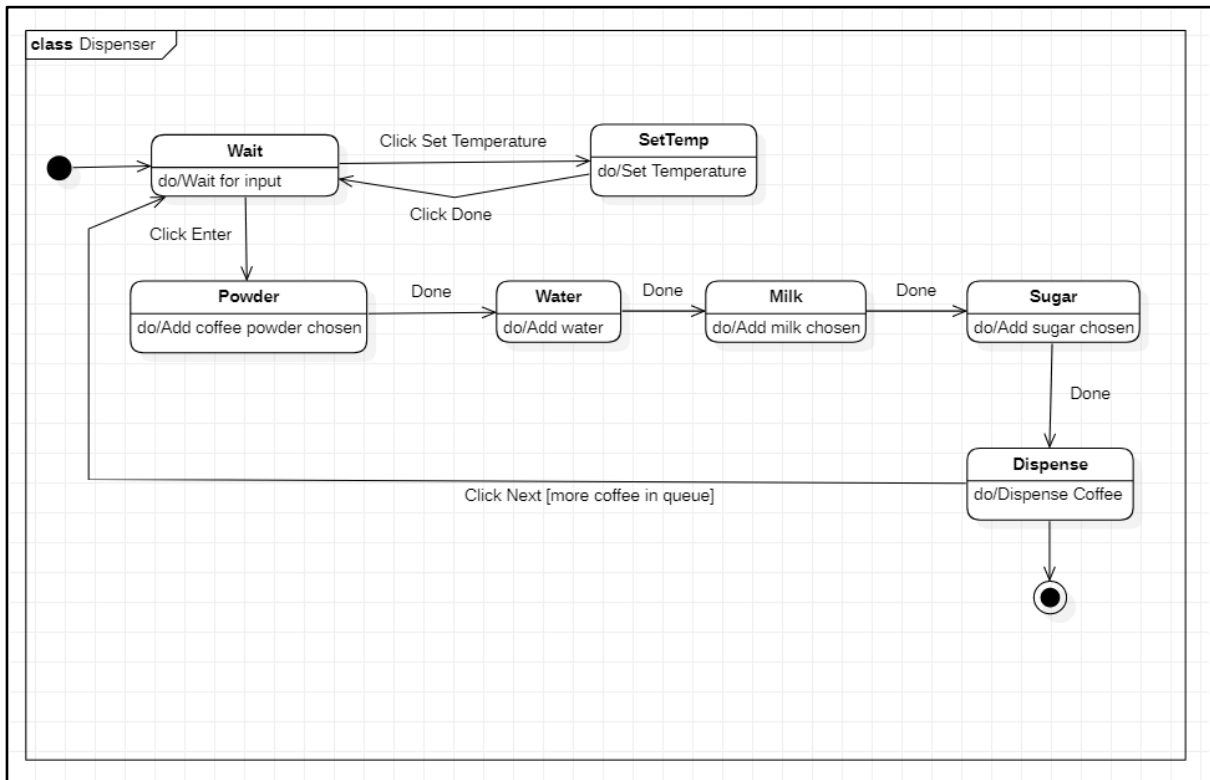 class Dispenser
Wait
do/Wait for input
Click Set Temperature
SetTemp
do/Set Temperature
Click Done
Click Enter
Powder
do/Add coffee powder chosen
Done
Water
do/Add water
Done
Milk
do/Add milk chosen
Done
Sugar
do/Add sugar chosen
Done
Dispense
do/Dispense Coffee
Click Next [more coffee in queue]